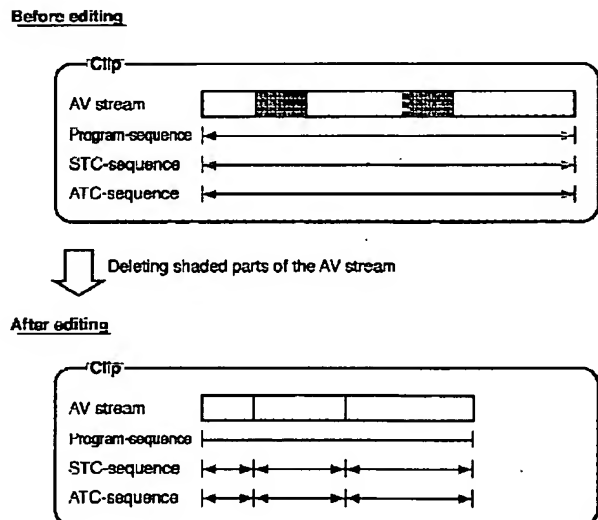 Before editing
Clip
AV stream
Program-sequence
STC-sequence
ATC-sequence
Deleting shaded parts of the AV stream
After editing
Clip
AV stream
Program-sequence
STC-sequence
ATC-sequence